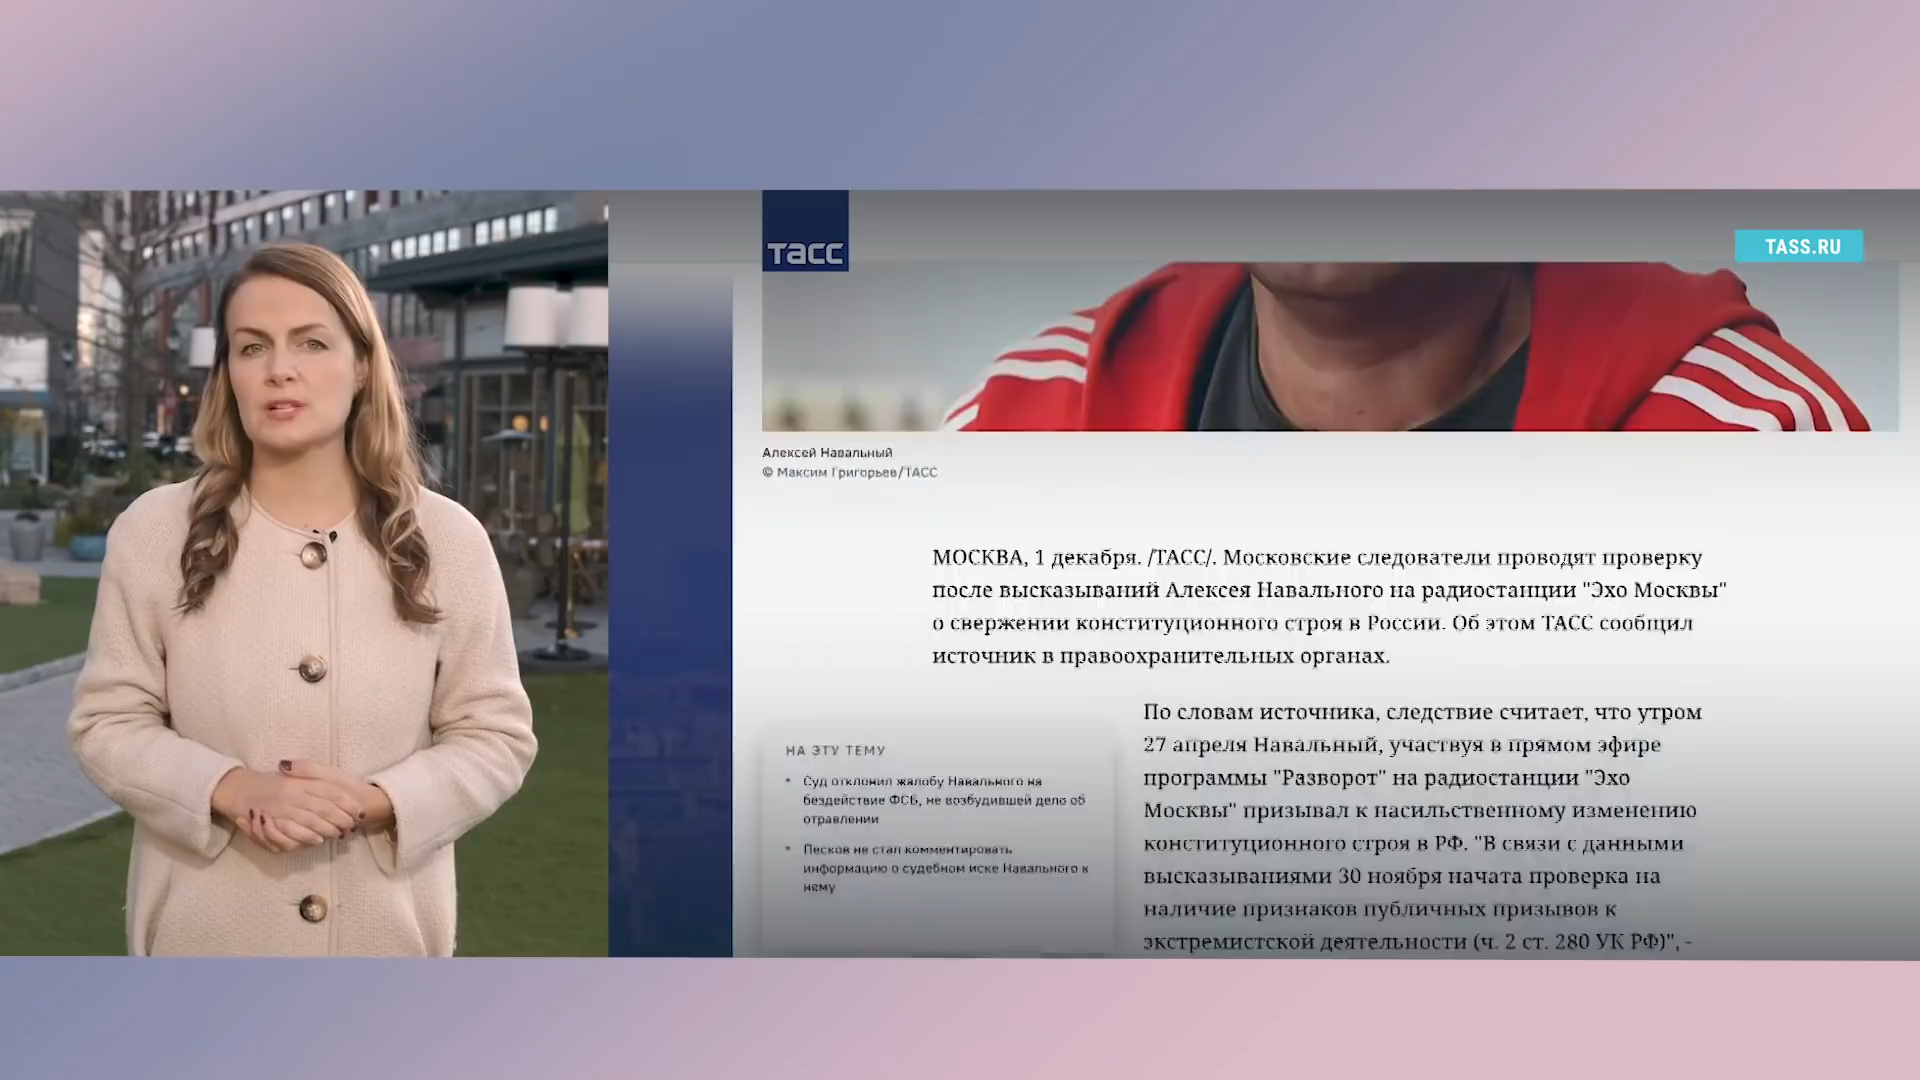 тасс
TASS.RU
Алексей Навальный
© Максим Григорьев/ТАСС
МОСКВА, 1 декабря. /ТАСС/. Московские следователи проводят проверку
после высказываний Алексея Навального на радиостанции "Эхо Москвы"
о свержении конституционного строя в России. Об этом ТАСС сообщил
источник в правоохранительных органах.
НА ЭТУ ТЕМУ
• Суд отклонил жалобу Навального на
бездействие ФСБ, не возбудившей дело об
отравлении
• Песков не стал комментировать
информацию о судебном иске Навального к
нему
По словам источника, следствие считает, что утром
27 апреля Навальный, участвуя в прямом эфире
программы "Разворот" на радиостанции "Эхо
Москвы" призывал к насильственному изменению
конституционного строя в РФ. "В связи с данными
высказываниями 30 ноября начата проверка на
наличие признаков публичных призывов к
экстремистской деятельности (ч. 2 ст. 280 УК РФ)", -